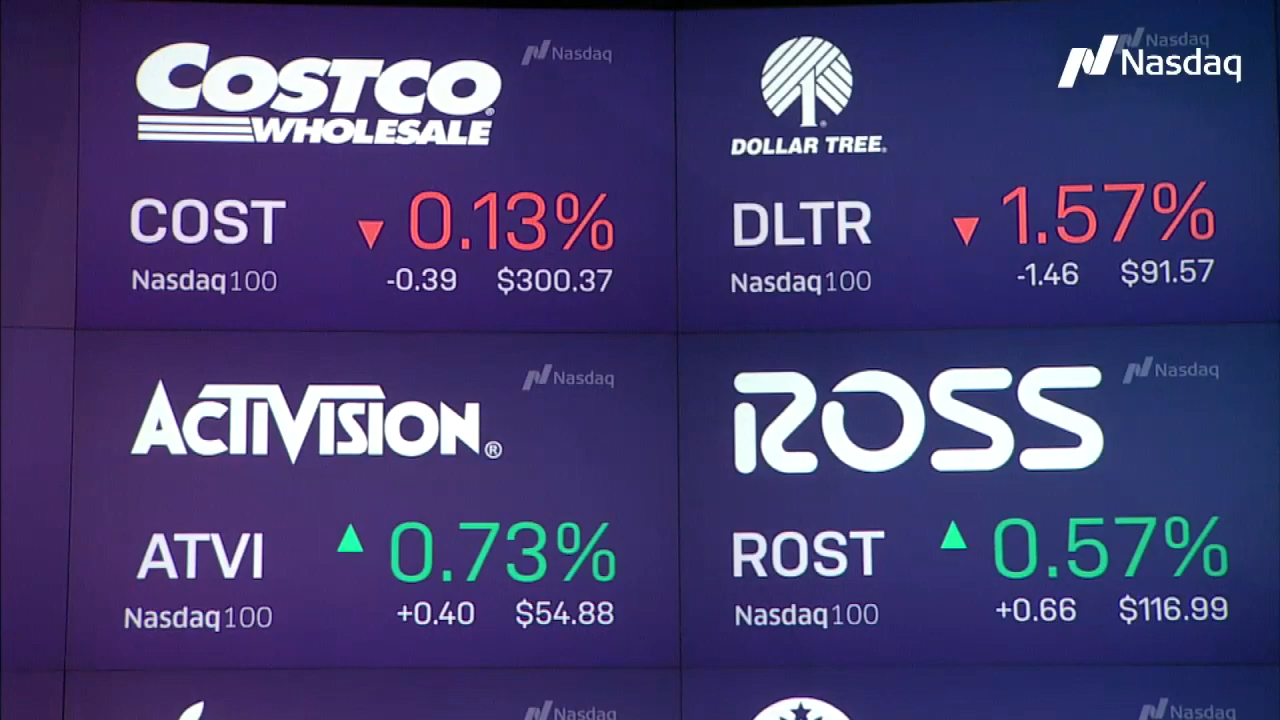 COSTCO
WHOLESALE
Nasdaq
COST
0.13%
Nasdaq100
-0.39 $300.37
DOLLAR TREE
Nasdaq
Nasdaq
DLTR
1.57%
Nasdaq100
-1.46 $91.57
ACTIVISION®
Nasdaq
ATVI
0.73%
Nasdaq100
+0.40 $54.88
ROSS
Nasdaq
ROST
0.57%
Nasdaq100
+0.66 $116.99
Nasdaq
Nasdaq